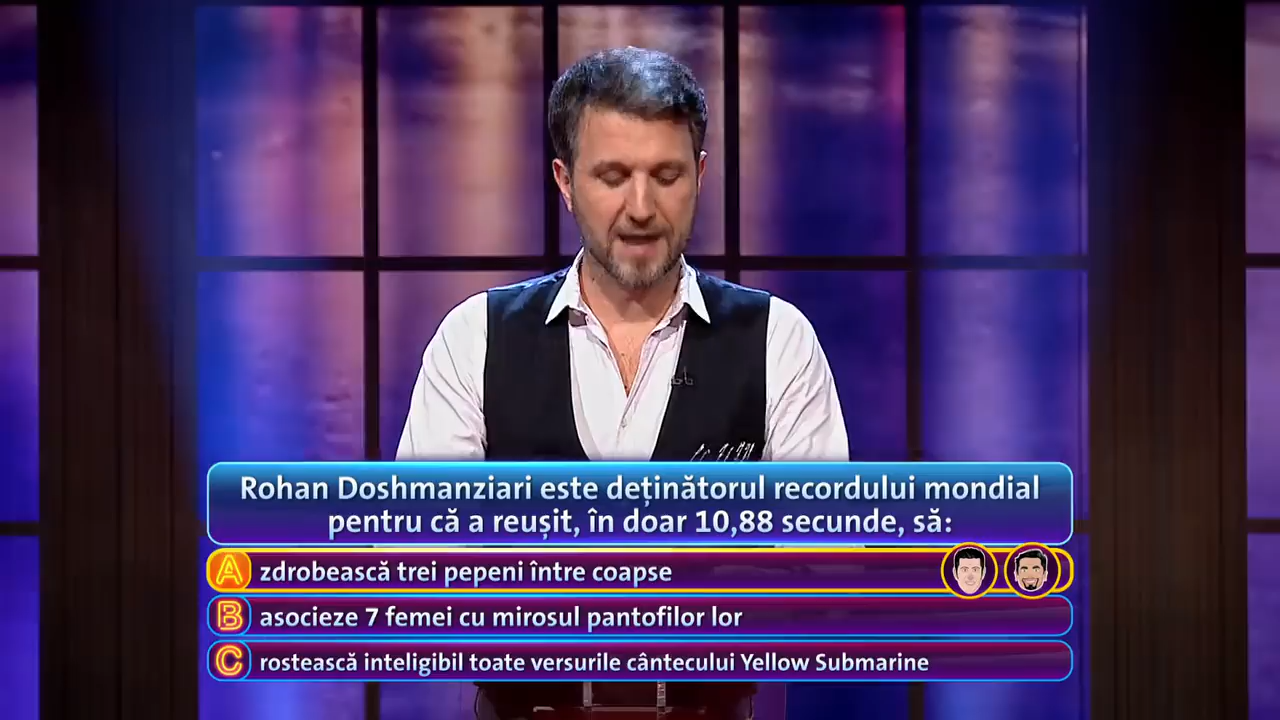 Rohan Doshmanziari este deținătorul recordului mondial
pentru că a reușit, în doar 10,88 secunde, să:
A zdrobească trei pepeni între coapse
B asocieze 7 femei cu mirosul pantofilor lor
C rostească inteligibil toate versurile cântecului Yellow Submarine